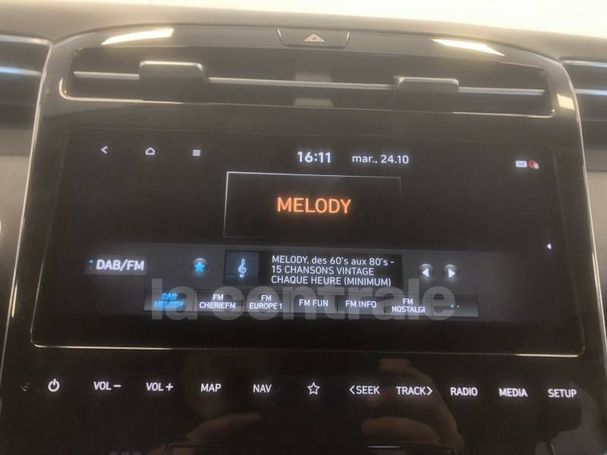 16:11 mar., 24.10
MELODY
DAB/FM
MELODY, des 60's aux 80's -
15 CHANSONS VINTAGE
CHAQUE HEURE (MINIMUM)
DAB MELODY
FM CHERIEFM
FM EUROPE 1
FM FUN
FM INFO
FM NOSTALGI
la centrale
VOL− VOL+ MAP NAV <SEEK TRACK> RADIO MEDIA SETUP